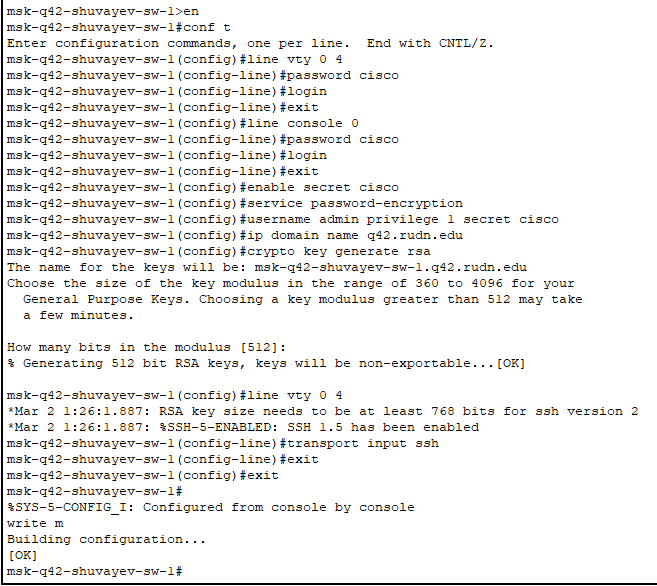 msk-q42-shuvayev-sw-1>en
msk-q42-shuvayev-sw-1#conf t
Enter configuration commands, one per line.  End with CNTL/Z.
msk-q42-shuvayev-sw-1(config)#line vty 0 4
msk-q42-shuvayev-sw-1(config-line)#password cisco
msk-q42-shuvayev-sw-1(config-line)#login
msk-q42-shuvayev-sw-1(config-line)#exit
msk-q42-shuvayev-sw-1(config)#line console 0
msk-q42-shuvayev-sw-1(config-line)#password cisco
msk-q42-shuvayev-sw-1(config-line)#login
msk-q42-shuvayev-sw-1(config-line)#exit
msk-q42-shuvayev-sw-1(config)#enable secret cisco
msk-q42-shuvayev-sw-1(config)#service password-encryption
msk-q42-shuvayev-sw-1(config)#username admin privilege 1 secret cisco
msk-q42-shuvayev-sw-1(config)#ip domain name q42.rudn.edu
msk-q42-shuvayev-sw-1(config)#crypto key generate rsa
The name for the keys will be: msk-q42-shuvayev-sw-1.q42.rudn.edu
Choose the size of the key modulus in the range of 360 to 4096 for your
  General Purpose Keys. Choosing a key modulus greater than 512 may take
  a few minutes.

How many bits in the modulus [512]:
% Generating 512 bit RSA keys, keys will be non-exportable...[OK]

msk-q42-shuvayev-sw-1(config)#line vty 0 4
*Mar 2 1:26:1.887: RSA key size needs to be at least 768 bits for ssh version 2
*Mar 2 1:26:1.887: %SSH-5-ENABLED: SSH 1.5 has been enabled
msk-q42-shuvayev-sw-1(config-line)#transport input ssh
msk-q42-shuvayev-sw-1(config-line)#exit
msk-q42-shuvayev-sw-1(config)#exit
msk-q42-shuvayev-sw-1#
%SYS-5-CONFIG_I: Configured from console by console
write m
Building configuration...
[OK]
msk-q42-shuvayev-sw-1#